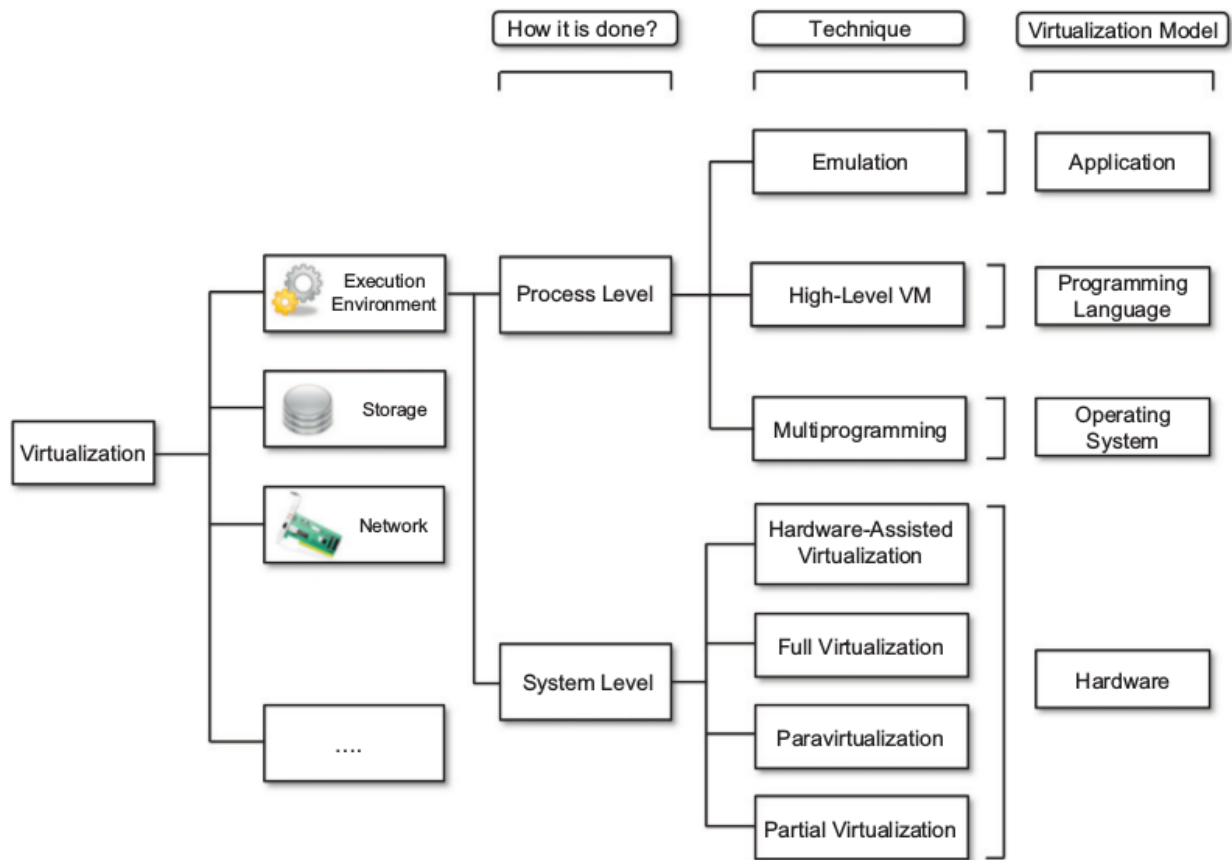 How it is done?
Technique
Virtualization Model
Emulation
Application
Execution
Environment
Process Level
High-Level VM
Programming
Language
Storage
Virtualization
Multiprogramming
Operating
System
Network
Hardware-Assisted
Virtualization
System Level
Full Virtualization
Hardware
Paravirtualization
....
Partial Virtualization